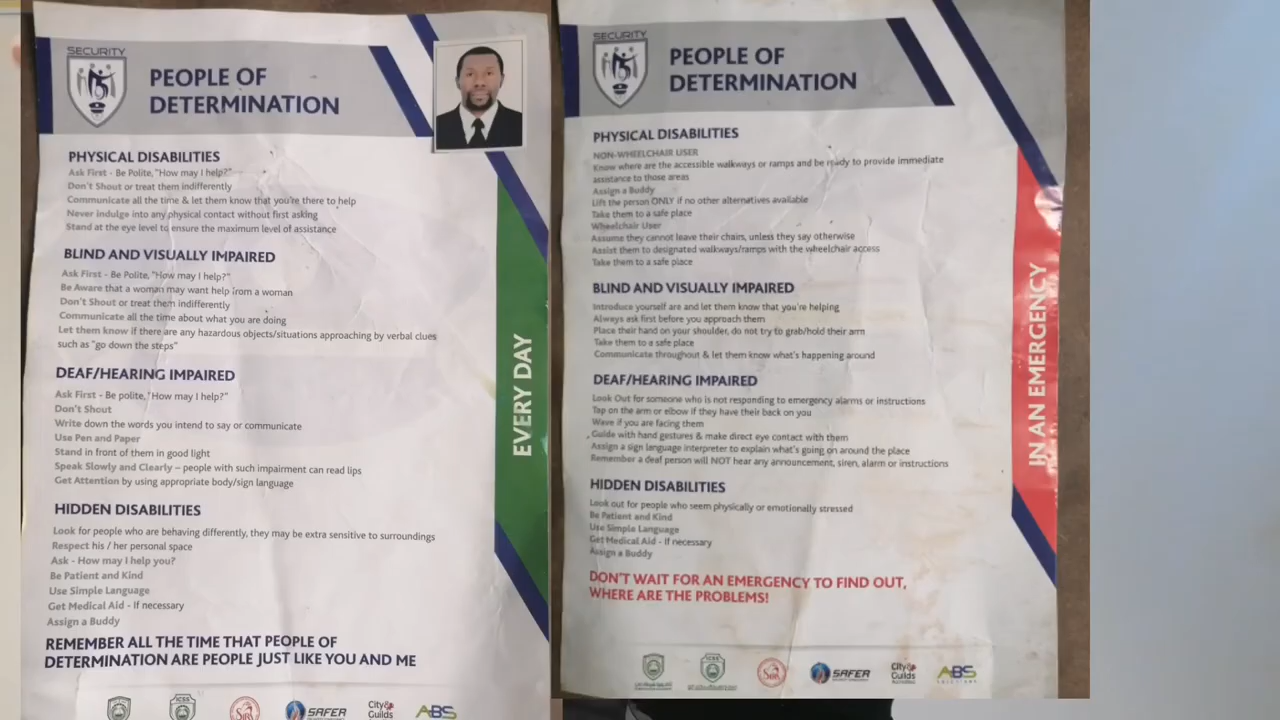 SECURITY
PEOPLE OF
DETERMINATION
PHYSICAL DISABILITIES
Ask First - Be Polite, "How may I help?"
Don't Shout or treat them indifferently
Communicate all the time & let them know that you're there to help
Never indulge into any physical contact without first asking
Stand at the eye level to ensure the maximum level of assistance
BLIND AND VISUALLY IMPAIRED
Ask First - Be Polite, "How may I help?"
Be Aware that a woman may want help from a woman
Don't Shout or treat them indifferently
Communicate all the time about what you are doing
Let them know if there are any hazardous objects/situations approaching by verbal clues
such as "go down the steps"
DEAF/HEARING IMPAIRED
Ask First - Be polite, "How may I help?"
Don't Shout
Write down the words you intend to say or communicate
Use Pen and Paper
Stand in front of them in good light
Speak Slowly and Clearly – people with such impairment can read lips
Get Attention by using appropriate body/sign language
HIDDEN DISABILITIES
Look for people who are behaving differently, they may be extra sensitive to surroundings
Respect his / her personal space
Ask - How may I help you?
Be Patient and Kind
Use Simple Language
Get Medical Aid - If necessary
Assign a Buddy
REMEMBER ALL THE TIME THAT PEOPLE OF
DETERMINATION ARE PEOPLE JUST LIKE YOU AND ME
EVERY DAY
ICSS
SIRA
SAFER
City&
Guilds
ABS
SECURITY
PEOPLE OF
DETERMINATION
PHYSICAL DISABILITIES
NON-WHEELCHAIR USER
Know where are the accessible walkways or ramps and be ready to provide immediate
assistance to those areas
Assign a Buddy
Lift the person ONLY if no other alternatives available
Take them to a safe place
Wheelchair User
Assume they cannot leave their chairs, unless they say otherwise
Assist them to designated walkways/ramps with the wheelchair access
Take them to a safe place
BLIND AND VISUALLY IMPAIRED
Introduce yourself are and let them know that you're helping
Always ask first before you approach them
Place their hand on your shoulder, do not try to grab/hold their arm
Take them to a safe place
Communicate throughout & let them know what's happening around
DEAF/HEARING IMPAIRED
Look Out for someone who is not responding to emergency alarms or instructions
Tap on the arm or elbow if they have their back on you
Wave if you are facing them
Guide with hand gestures & make direct eye contact with them
Assign a sign language interpreter to explain what's going on around the place
Remember a deaf person will NOT hear any announcement, siren, alarm or instructions
HIDDEN DISABILITIES
Look out for people who seem physically or emotionally stressed
Be Patient and Kind
Use Simple Language
Get Medical Aid - If necessary
Assign a Buddy
DON'T WAIT FOR AN EMERGENCY TO FIND OUT,
WHERE ARE THE PROBLEMS!
IN AN EMERGENCY
ICSS
SIRA
SAFER
City&
Guilds
ABS
SOLUTIONS